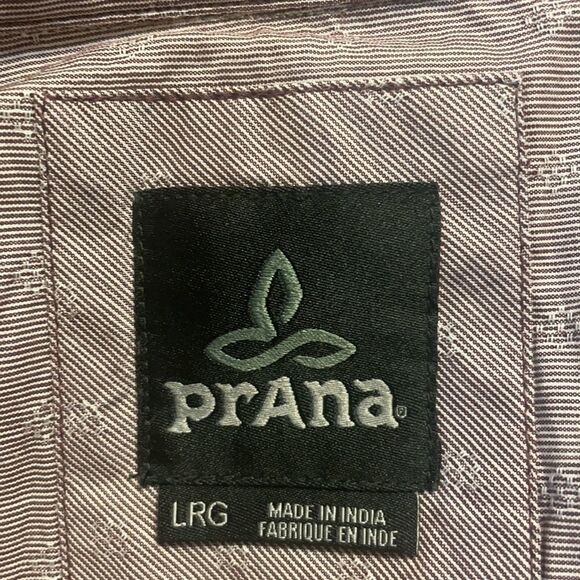 prAna
LRG
MADE IN INDIA
FABRIQUE EN INDE